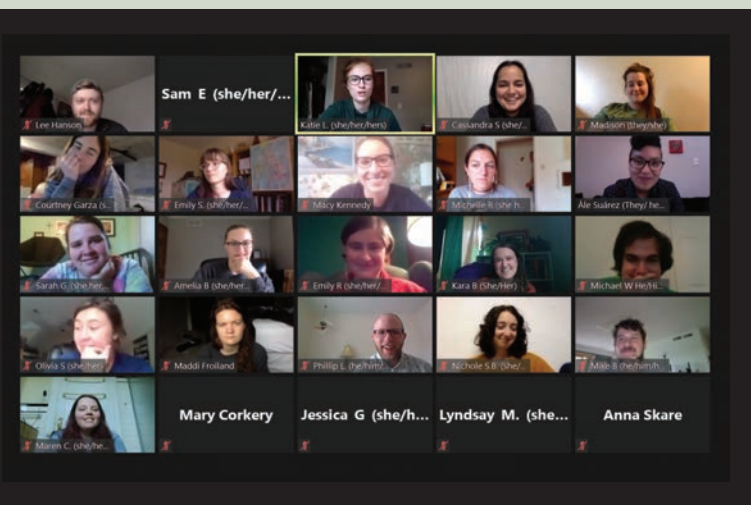 Lee Hanson
Sam E (she/her/...
Katie L. (she/her/hers)
Cassandra S (she/...
Madison (they/she)
Courtney Garza (s...
Emily S. (she/her/...
Macy Kennedy
Michelle R (she h...
Ale Suárez (They/ he...
Sarah G. (she her...
Amelia B (she/her...
Emily R (she/her/...
Kara B (She/Her)
Michael W He/Hi...
Olivia S (she/her)
Maddi Froiland
Phillip L. (he/him/...
Nichole S.B. (she/...
Mike B (he/him/h...
Maren C. (she/he...
Mary Corkery
Jessica G (she/h...
Lyndsay M. (she...
Anna Skare